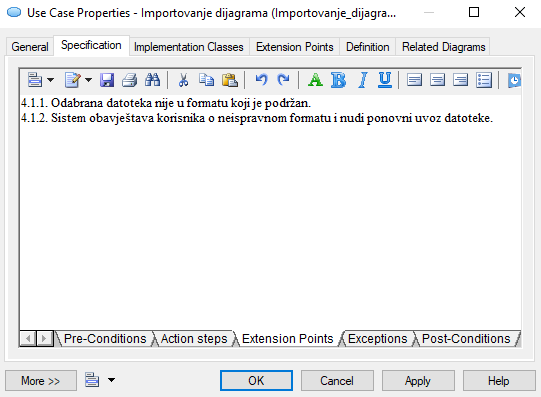 Use Case Properties - Importovanje dijagrama (Importovanje_dijagra...
General Specification Implementation Classes Extension Points Definition Related Diagrams
A B I U
4.1.1. Odabrana datoteka nije u formatu koji je podržan.
4.1.2. Sistem obavještava korisnika o neispravnom formatu i nudi ponovni uvoz datoteke.
Pre-Conditions Action steps Extension Points Exceptions Post-Conditions
More >> OK Cancel Apply Help